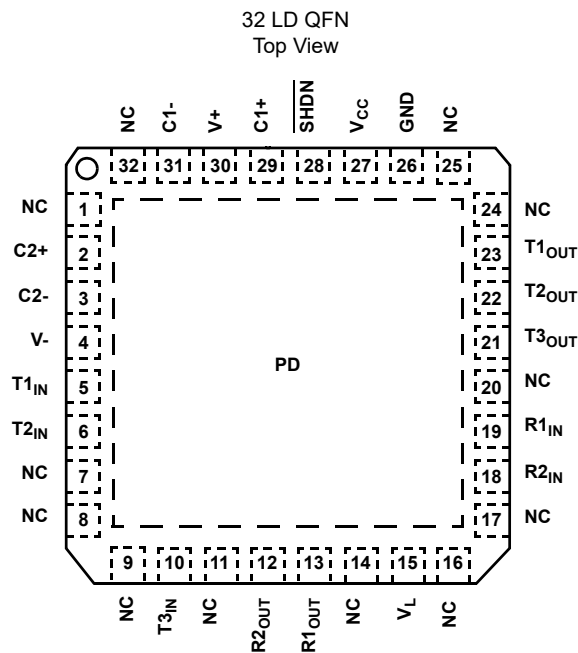 32 LD QFN
Top View
NC C1- V+ C1+ SHDN VCC GND NC
32 31 30 29 28 27 26 25
NC 1 24 NC
C2+ 2 23 T1OUT
C2- 3 22 T2OUT
V- 4 21 T3OUT
PD
T1IN 5 20 NC
T2IN 6 19 R1IN
NC 7 18 R2IN
NC 8 17 NC
9 10 11 12 13 14 15 16
NC T3IN NC R2OUT R1OUT NC VL NC